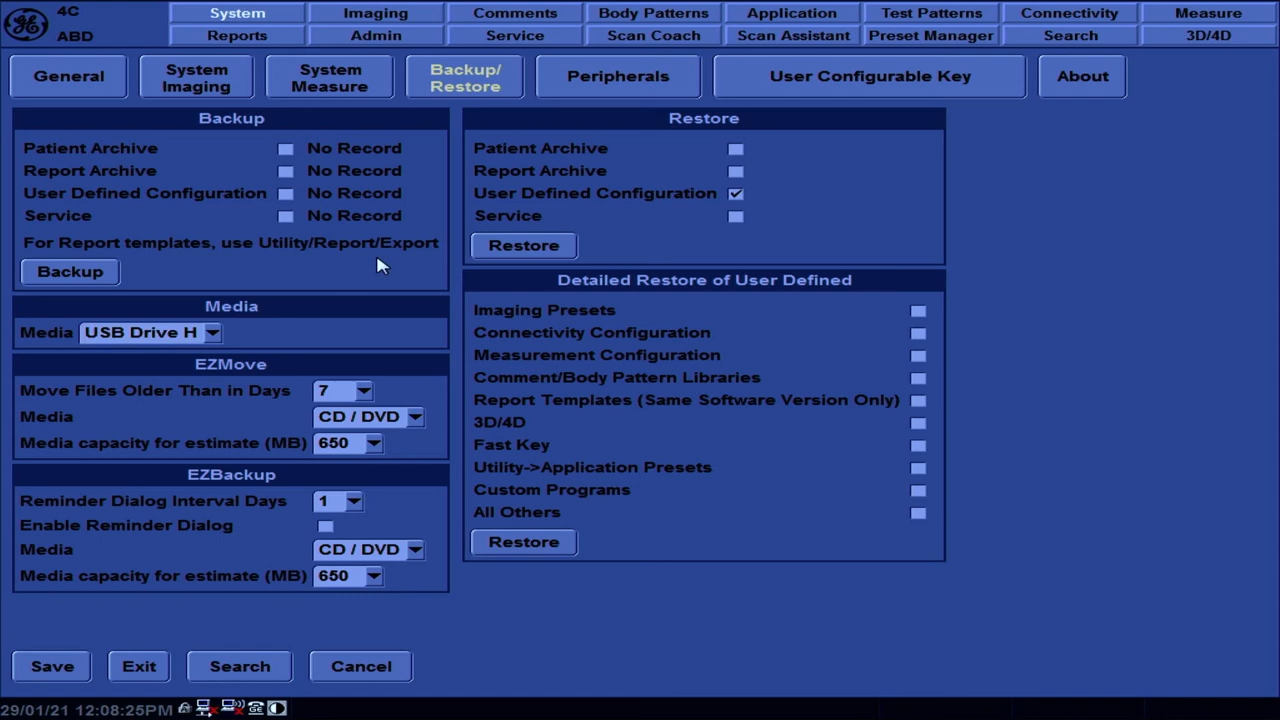 4C
ABD
System Imaging Comments Body Patterns Application Test Patterns Connectivity Measure
Reports Admin Service Scan Coach Scan Assistant Preset Manager Search 3D/4D
General
System
Imaging
System
Measure
Backup/
Restore
Peripherals
User Configurable Key
About
Backup
Patient Archive No Record
Report Archive No Record
User Defined Configuration No Record
Service No Record
For Report templates, use Utility/Report/Export
Backup
Media
Media USB Drive H
EZMove
Move Files Older Than in Days 7
Media CD / DVD
Media capacity for estimate (MB) 650
EZBackup
Reminder Dialog Interval Days 1
Enable Reminder Dialog
Media CD / DVD
Media capacity for estimate (MB) 650
Restore
Patient Archive
Report Archive
User Defined Configuration
Service
Restore
Detailed Restore of User Defined
Imaging Presets
Connectivity Configuration
Measurement Configuration
Comment/Body Pattern Libraries
Report Templates (Same Software Version Only)
3D/4D
Fast Key
Utility->Application Presets
Custom Programs
All Others
Restore
Save Exit Search Cancel
29/01/21 12:08:25PM